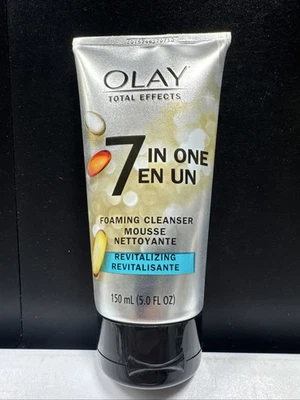 OLAY
TOTAL EFFECTS
7 IN ONE
EN UN
FOAMING CLEANSER
MOUSSE
NETTOYANTE
REVITALIZING
REVITALISANTE
150 mL (5.0 FL OZ)